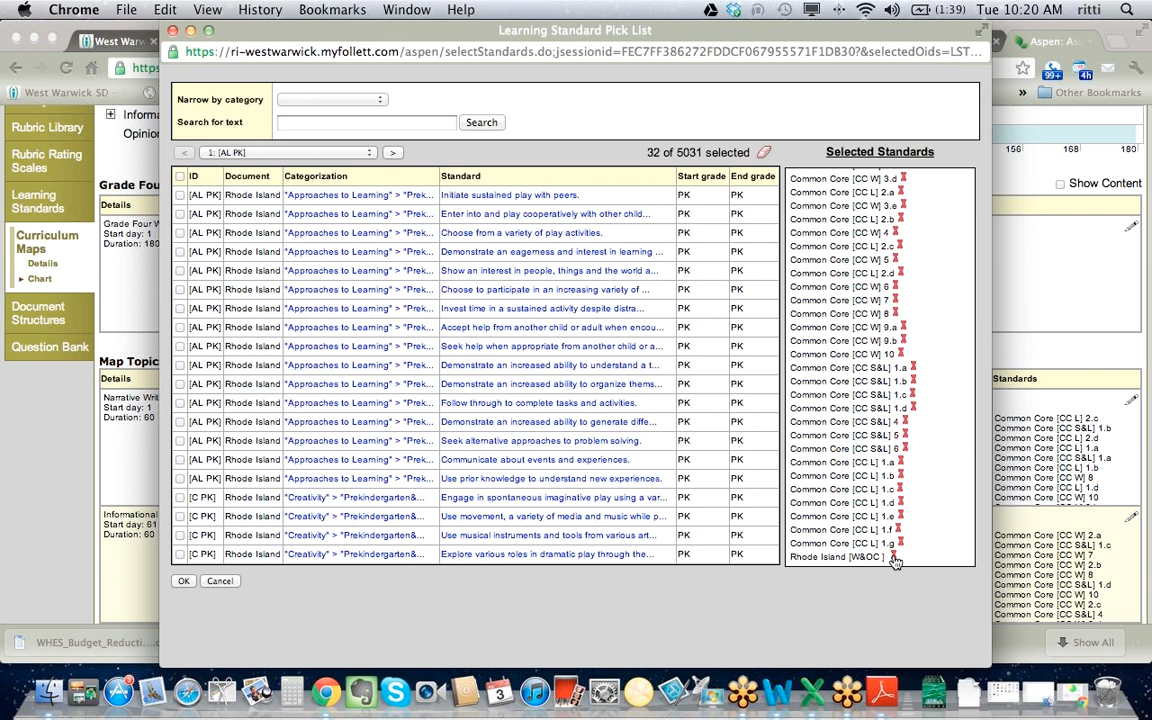 Chrome File Edit View History Bookmarks Window Help (1:39) Tue 10:20 AM ritti
Learning Standard Pick List
https://ri-westwarwick.myfollett.com/aspen/selectStandards.do;jsessionid=FEC7FF386272FDDCF067955571F1DB30?&selectedOids=LST...
West War
Aspen: As
https
99+
4h
West Warwick SD
Other Bookmarks
Rubric Library
Rubric Rating Scales
Learning Standards
Curriculum Maps
Details
Chart
Document Structures
Question Bank
Informa
Opinion
Grade Fou
Details
Grade Four W
Start day: 1
Duration: 180
Map Topic
Details
Narrative Writ
Start day: 1
Duration: 60
Informational
Start day: 61
Duration: 60
Narrow by category
Search for text Search
< 1: [AL PK] > 32 of 5031 selected Selected Standards
ID Document Categorization Standard Start grade End grade
[AL PK] Rhode Island "Approaches to Learning" > "Prek... Initiate sustained play with peers. PK PK
[AL PK] Rhode Island "Approaches to Learning" > "Prek... Enter into and play cooperatively with other child... PK PK
[AL PK] Rhode Island "Approaches to Learning" > "Prek... Choose from a variety of play activities. PK PK
[AL PK] Rhode Island "Approaches to Learning" > "Prek... Demonstrate an eagerness and interest in learning ... PK PK
[AL PK] Rhode Island "Approaches to Learning" > "Prek... Show an interest in people, things and the world a... PK PK
[AL PK] Rhode Island "Approaches to Learning" > "Prek... Choose to participate in an increasing variety of ... PK PK
[AL PK] Rhode Island "Approaches to Learning" > "Prek... Invest time in a sustained activity despite distra... PK PK
[AL PK] Rhode Island "Approaches to Learning" > "Prek... Accept help from another child or adult when encou... PK PK
[AL PK] Rhode Island "Approaches to Learning" > "Prek... Seek help when appropriate from another child or a... PK PK
[AL PK] Rhode Island "Approaches to Learning" > "Prek... Demonstrate an increased ability to understand a t... PK PK
[AL PK] Rhode Island "Approaches to Learning" > "Prek... Demonstrate an increased ability to organize thems... PK PK
[AL PK] Rhode Island "Approaches to Learning" > "Prek... Follow through to complete tasks and activities. PK PK
[AL PK] Rhode Island "Approaches to Learning" > "Prek... Demonstrate an increased ability to generate diffe... PK PK
[AL PK] Rhode Island "Approaches to Learning" > "Prek... Seek alternative approaches to problem solving. PK PK
[AL PK] Rhode Island "Approaches to Learning" > "Prek... Communicate about events and experiences. PK PK
[AL PK] Rhode Island "Approaches to Learning" > "Prek... Use prior knowledge to understand new experiences. PK PK
[C PK] Rhode Island "Creativity" > "Prekindergarten&... Engage in spontaneous imaginative play using a var... PK PK
[C PK] Rhode Island "Creativity" > "Prekindergarten&... Use movement, a variety of media and music while p... PK PK
[C PK] Rhode Island "Creativity" > "Prekindergarten&... Use musical instruments and tools from various art... PK PK
[C PK] Rhode Island "Creativity" > "Prekindergarten&... Explore various roles in dramatic play through the... PK PK
OK Cancel
Common Core [CC W] 3.d
Common Core [CC L] 2.a
Common Core [CC W] 3.e
Common Core [CC L] 2.b
Common Core [CC W] 4
Common Core [CC L] 2.c
Common Core [CC W] 5
Common Core [CC L] 2.d
Common Core [CC W] 6
Common Core [CC W] 7
Common Core [CC W] 8
Common Core [CC W] 9.a
Common Core [CC W] 9.b
Common Core [CC W] 10
Common Core [CC S&L] 1.a
Common Core [CC S&L] 1.b
Common Core [CC S&L] 1.c
Common Core [CC S&L] 1.d
Common Core [CC S&L] 4
Common Core [CC S&L] 5
Common Core [CC S&L] 6
Common Core [CC L] 1.a
Common Core [CC L] 1.b
Common Core [CC L] 1.c
Common Core [CC L] 1.d
Common Core [CC L] 1.e
Common Core [CC L] 1.f
Common Core [CC L] 1.g
Rhode Island [W&OC ]
156 165 180
Show Content
Standards
Common Core [CC L] 2.c
Common Core [CC S&L] 1.b
Common Core [CC L] 2.d
Common Core [CC L] 1.a
Common Core [CC S&L] 1.c
Common Core [CC L] 1.b
Common Core [CC W] 8
Common Core [CC L] 1.d
Common Core [CC W] 10
Common Core [CC W] 2.a
Common Core [CC S&L] 1.c
Common Core [CC W] 7
Common Core [CC W] 2.b
Common Core [CC W] 8
Common Core [CC S&L] 1.d
Common Core [CC W] 10
Common Core [CC W] 2.c
Common Core [CC S&L] 4
WHES_Budget_Reducti....
Show All